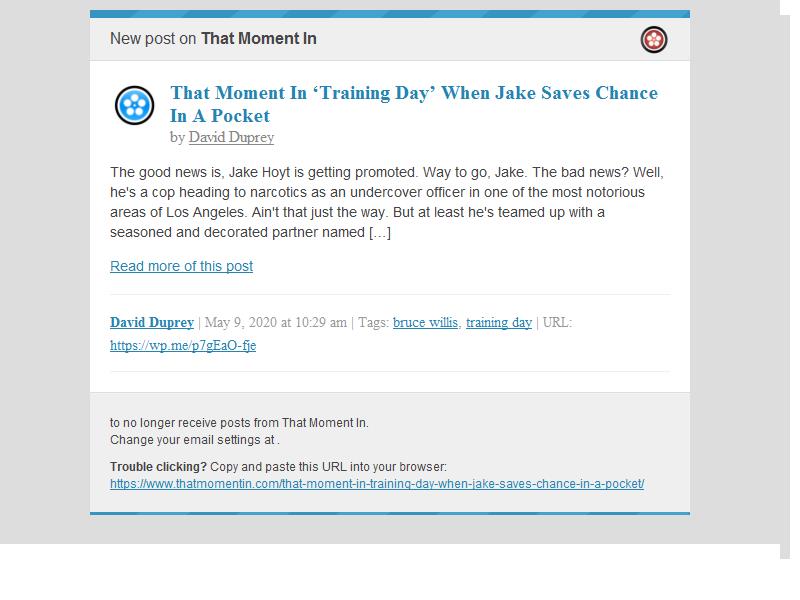 New post on That Moment In
That Moment In ‘Training Day’ When Jake Saves Chance
In A Pocket
by David Duprey
The good news is, Jake Hoyt is getting promoted. Way to go, Jake. The bad news? Well,
he's a cop heading to narcotics as an undercover officer in one of the most notorious
areas of Los Angeles. Ain't that just the way. But at least he's teamed up with a
seasoned and decorated partner named […]
Read more of this post
David Duprey | May 9, 2020 at 10:29 am | Tags: bruce willis, training day | URL:
https://wp.me/p7gEaO-fje
to no longer receive posts from That Moment In.
Change your email settings at .
Trouble clicking? Copy and paste this URL into your browser:
https://www.thatmomentin.com/that-moment-in-training-day-when-jake-saves-chance-in-a-pocket/